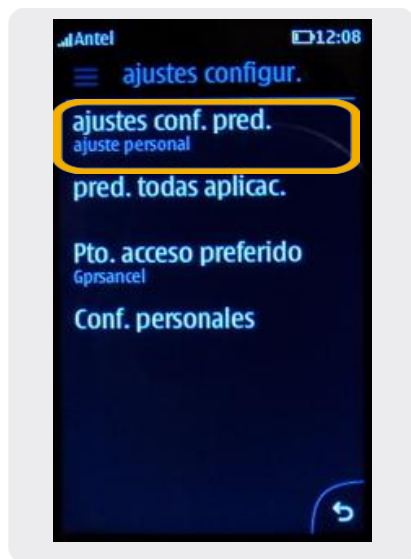 Antel 12:08
ajustes configur.
ajustes conf. pred.
ajuste personal
pred. todas aplicac.
Pto. acceso preferido
Gprsancel
Conf. personales